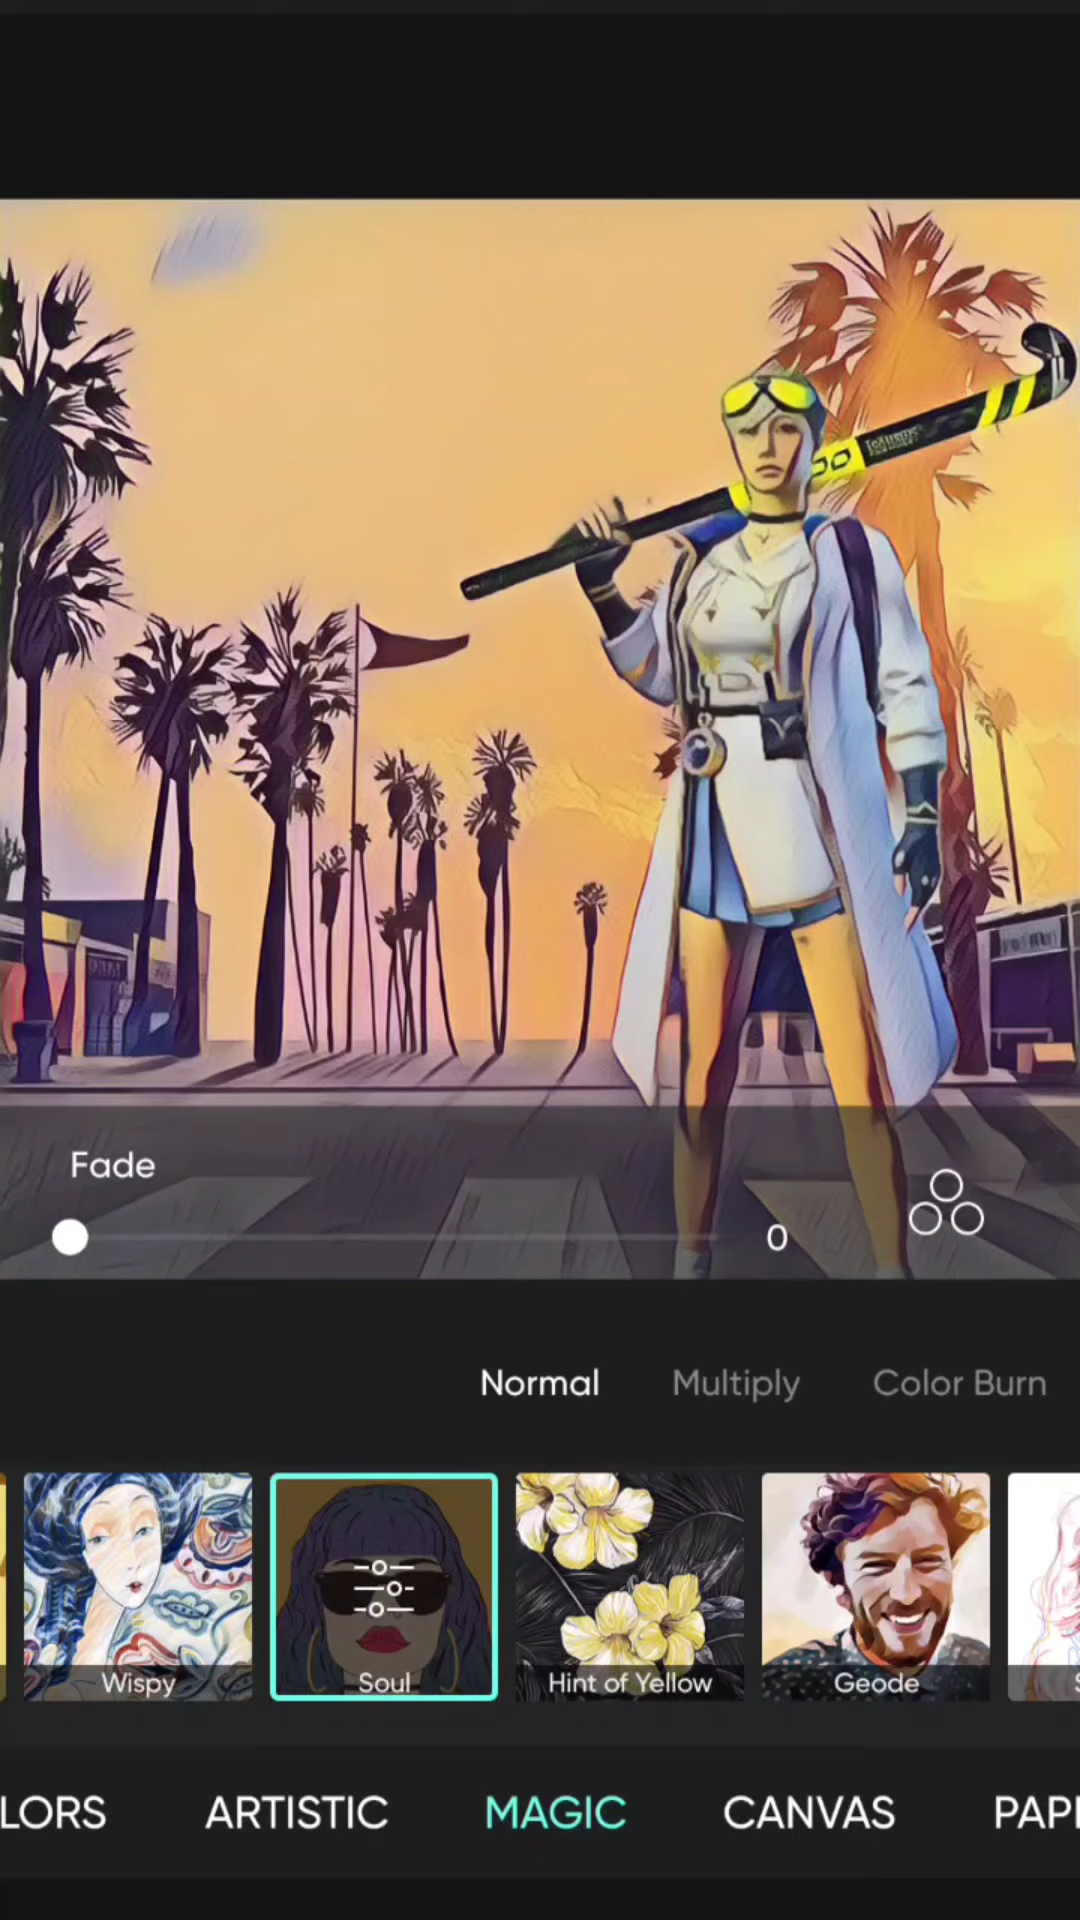 Fade
0
Normal Multiply Color Burn
Wispy Soul Hint of Yellow Geode S
LORS ARTISTIC MAGIC CANVAS PAP